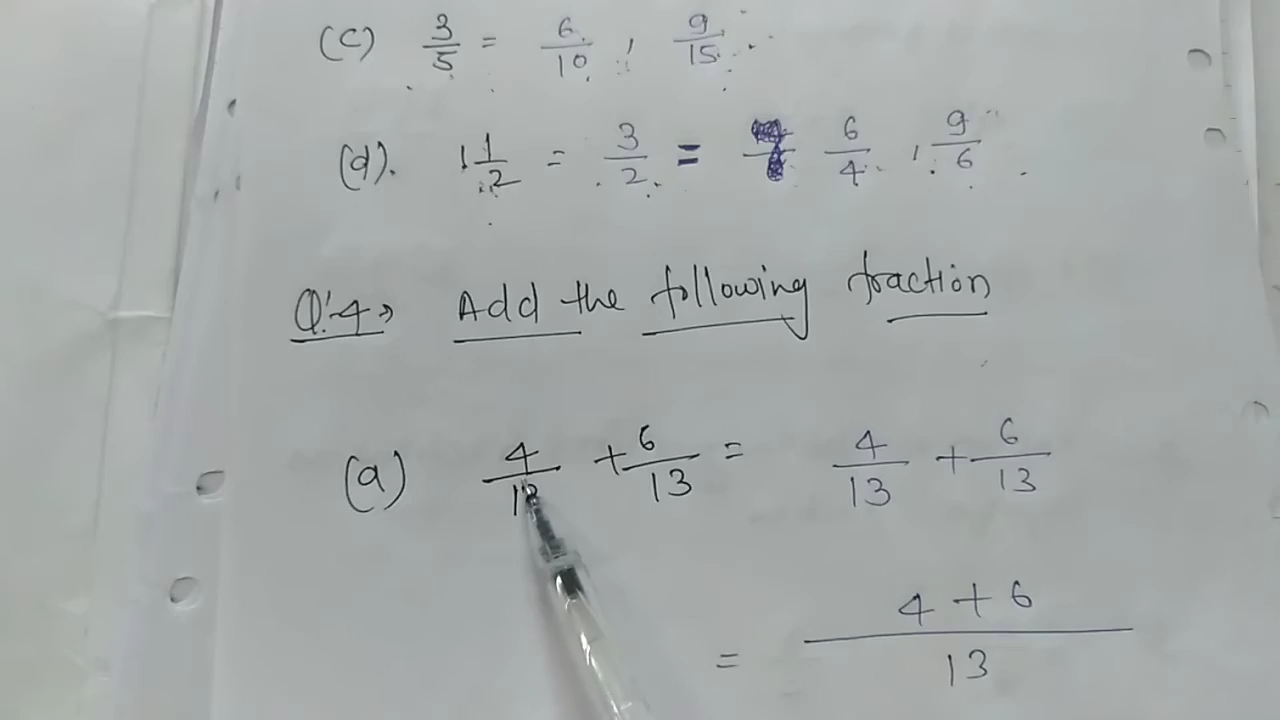 (c) 3/5 = 6/10 , 9/15
(d). 1 1/2 = 3/2 = 6/4 , 9/6
Q.4> Add the following fraction
(a) 4/13 + 6/13 = 4/13 + 6/13
= 4 + 6/13